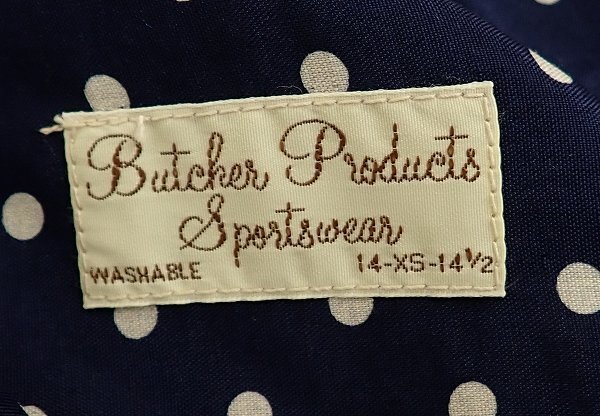 Butcher Products
Sportswear
WASHABLE 14-XS-14½